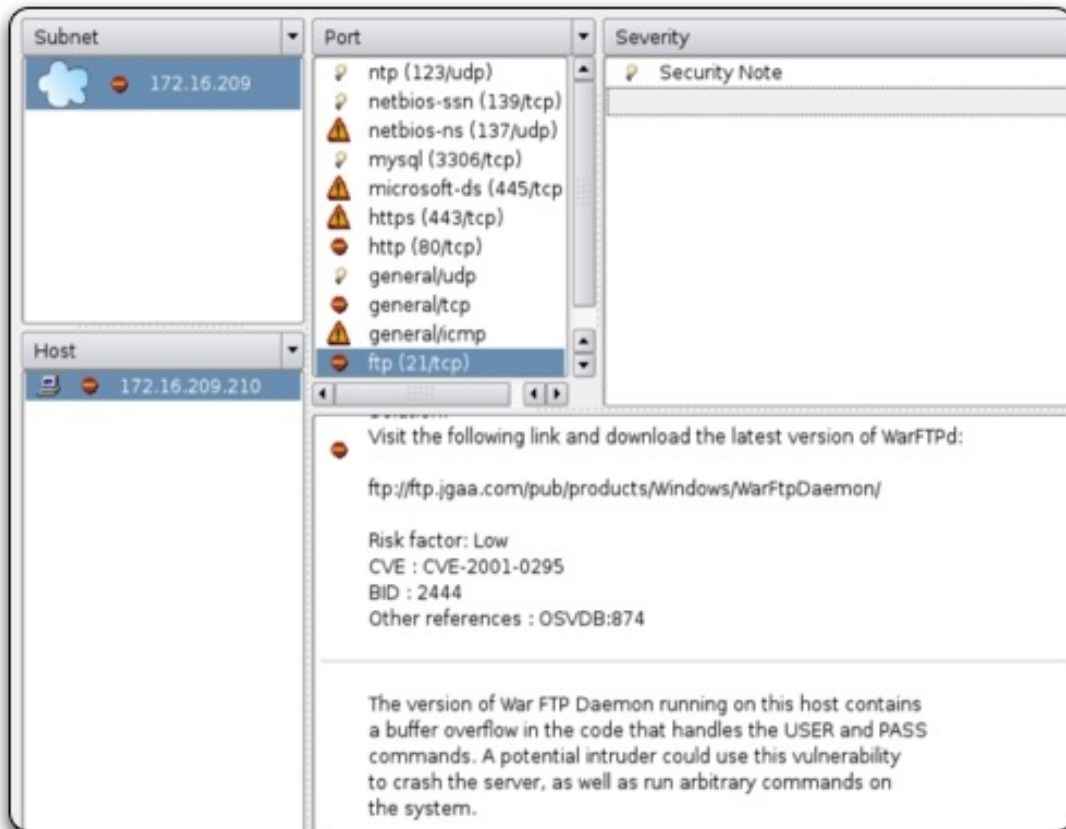 Subnet
172.16.209
Host
172.16.209.210
Port
ntp (123/udp)
netbios-ssn (139/tcp)
netbios-ns (137/udp)
mysql (3306/tcp)
microsoft-ds (445/tcp
https (443/tcp)
http (80/tcp)
general/udp
general/tcp
general/icmp
ftp (21/tcp)
Severity
Security Note
Solution:
Visit the following link and download the latest version of WarFTPd:
ftp://ftp.jgaa.com/pub/products/Windows/WarFtpDaemon/
Risk factor: Low
CVE : CVE-2001-0295
BID : 2444
Other references : OSVDB:874
The version of War FTP Daemon running on this host contains
a buffer overflow in the code that handles the USER and PASS
commands. A potential intruder could use this vulnerability
to crash the server, as well as run arbitrary commands on
the system.